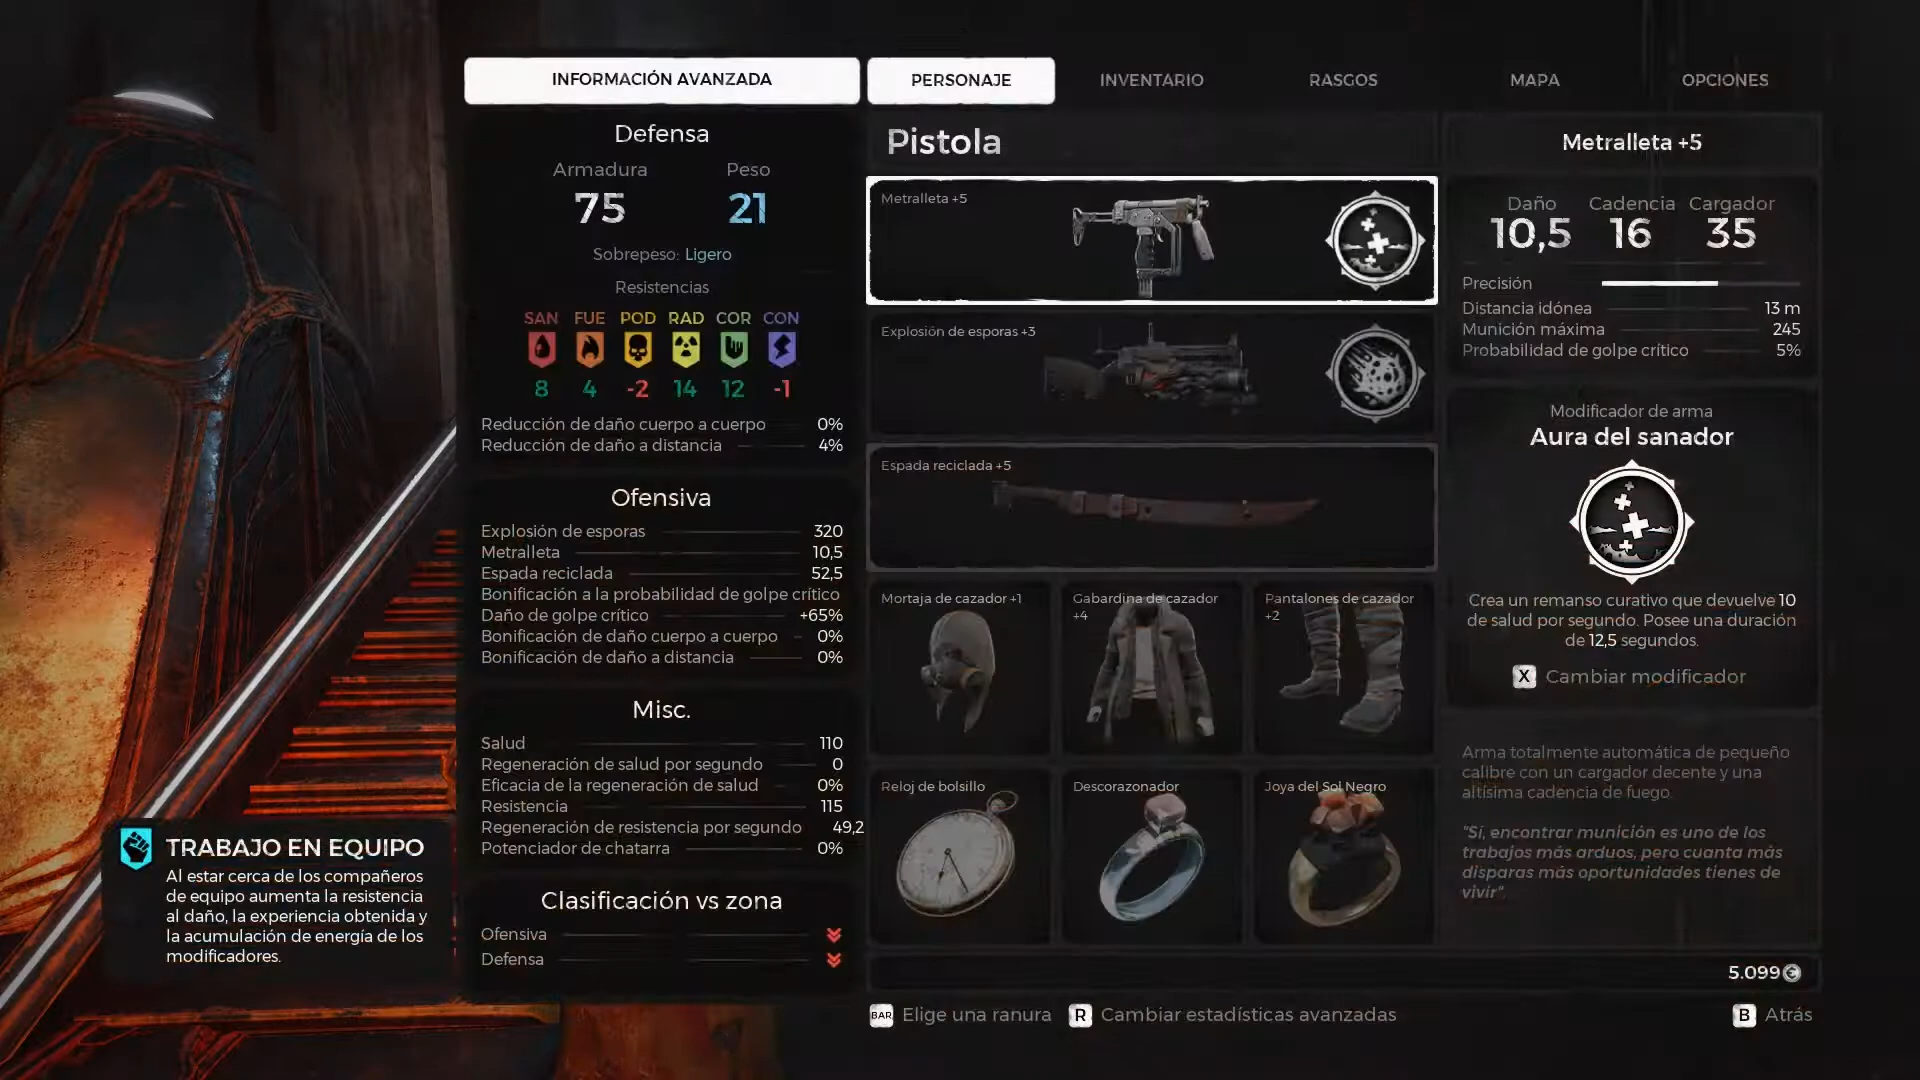 INFORMACIÓN AVANZADA
PERSONAJE
INVENTARIO
RASGOS
MAPA
OPCIONES
Defensa
Armadura
Peso
75
21
Sobrepeso: Ligero
Resistencias
SAN FUE POD RAD COR CON
8 4 -2 14 12 -1
Reducción de daño cuerpo a cuerpo 0%
Reducción de daño a distancia 4%
Ofensiva
Explosión de esporas 320
Metralleta 10,5
Espada reciclada 52,5
Bonificación a la probabilidad de golpe crítico
Daño de golpe crítico +65%
Bonificación de daño cuerpo a cuerpo 0%
Bonificación de daño a distancia 0%
Misc.
Salud 110
Regeneración de salud por segundo 0
Eficacia de la regeneración de salud 0%
Resistencia 115
Regeneración de resistencia por segundo 49,2
Potenciador de chatarra 0%
Clasificación vs zona
Ofensiva
Defensa
TRABAJO EN EQUIPO
Al estar cerca de los compañeros
de equipo aumenta la resistencia
al daño, la experiencia obtenida y
la acumulación de energía de los
modificadores.
Pistola
Metralleta +5
Explosión de esporas +3
Espada reciclada +5
Mortaja de cazador +1
Gabardina de cazador
+4
Pantalones de cazador
+2
Reloj de bolsillo
Descorazonador
Joya del Sol Negro
Metralleta +5
Daño Cadencia Cargador
10,5 16 35
Precisión
Distancia idónea 13 m
Munición máxima 245
Probabilidad de golpe crítico 5%
Modificador de arma
Aura del sanador
Crea un remanso curativo que devuelve 10
de salud por segundo. Posee una duración
de 12,5 segundos.
X Cambiar modificador
Arma totalmente automática de pequeño
calibre con un cargador decente y una
altísima cadencia de fuego.
"Sí, encontrar munición es uno de los
trabajos más arduos, pero cuanta más
disparas más oportunidades tienes de
vivir".
5.099
BAR Elige una ranura
R Cambiar estadísticas avanzadas
B Atrás